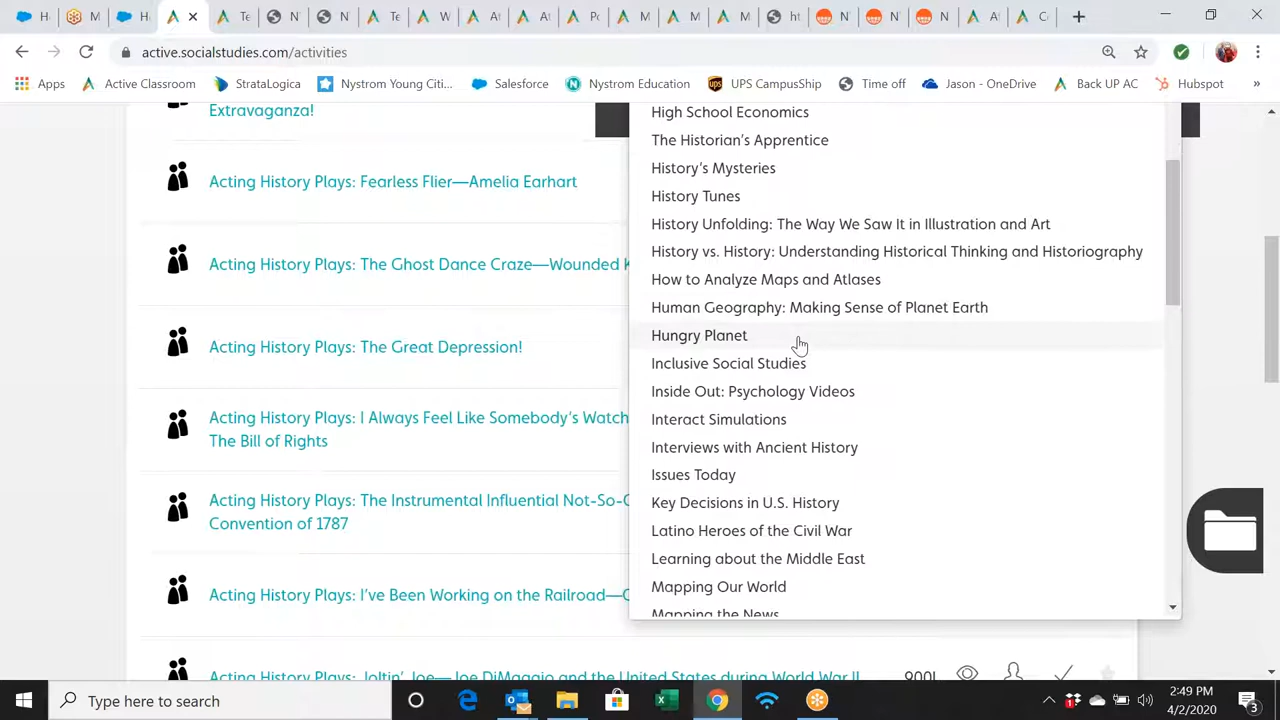 H
M
H
A
Te
N
N
Te
W
A
At
Po
M
M
M
ht
N
N
N
At
C
active.socialstudies.com/activities
Apps
Active Classroom
StrataLogica
Nystrom Young Citi...
Salesforce
Nystrom Education
UPS CampusShip
Time off
Jason - OneDrive
Back UP AC
Hubspot
»
Extravaganza!
Acting History Plays: Fearless Flier—Amelia Earhart
Acting History Plays: The Ghost Dance Craze—Wounded K
Acting History Plays: The Great Depression!
Acting History Plays: I Always Feel Like Somebody's Watch
The Bill of Rights
Acting History Plays: The Instrumental Influential Not-So-C
Convention of 1787
Acting History Plays: I've Been Working on the Railroad—C
Acting History Plays: Joltin' Joe—Joe DiMaggio and the United States during World War II
900L
High School Economics
The Historian's Apprentice
History's Mysteries
History Tunes
History Unfolding: The Way We Saw It in Illustration and Art
History vs. History: Understanding Historical Thinking and Historiography
How to Analyze Maps and Atlases
Human Geography: Making Sense of Planet Earth
Hungry Planet
Inclusive Social Studies
Inside Out: Psychology Videos
Interact Simulations
Interviews with Ancient History
Issues Today
Key Decisions in U.S. History
Latino Heroes of the Civil War
Learning about the Middle East
Mapping Our World
Mapping the News
Type here to search
2:49 PM
4/2/2020
3